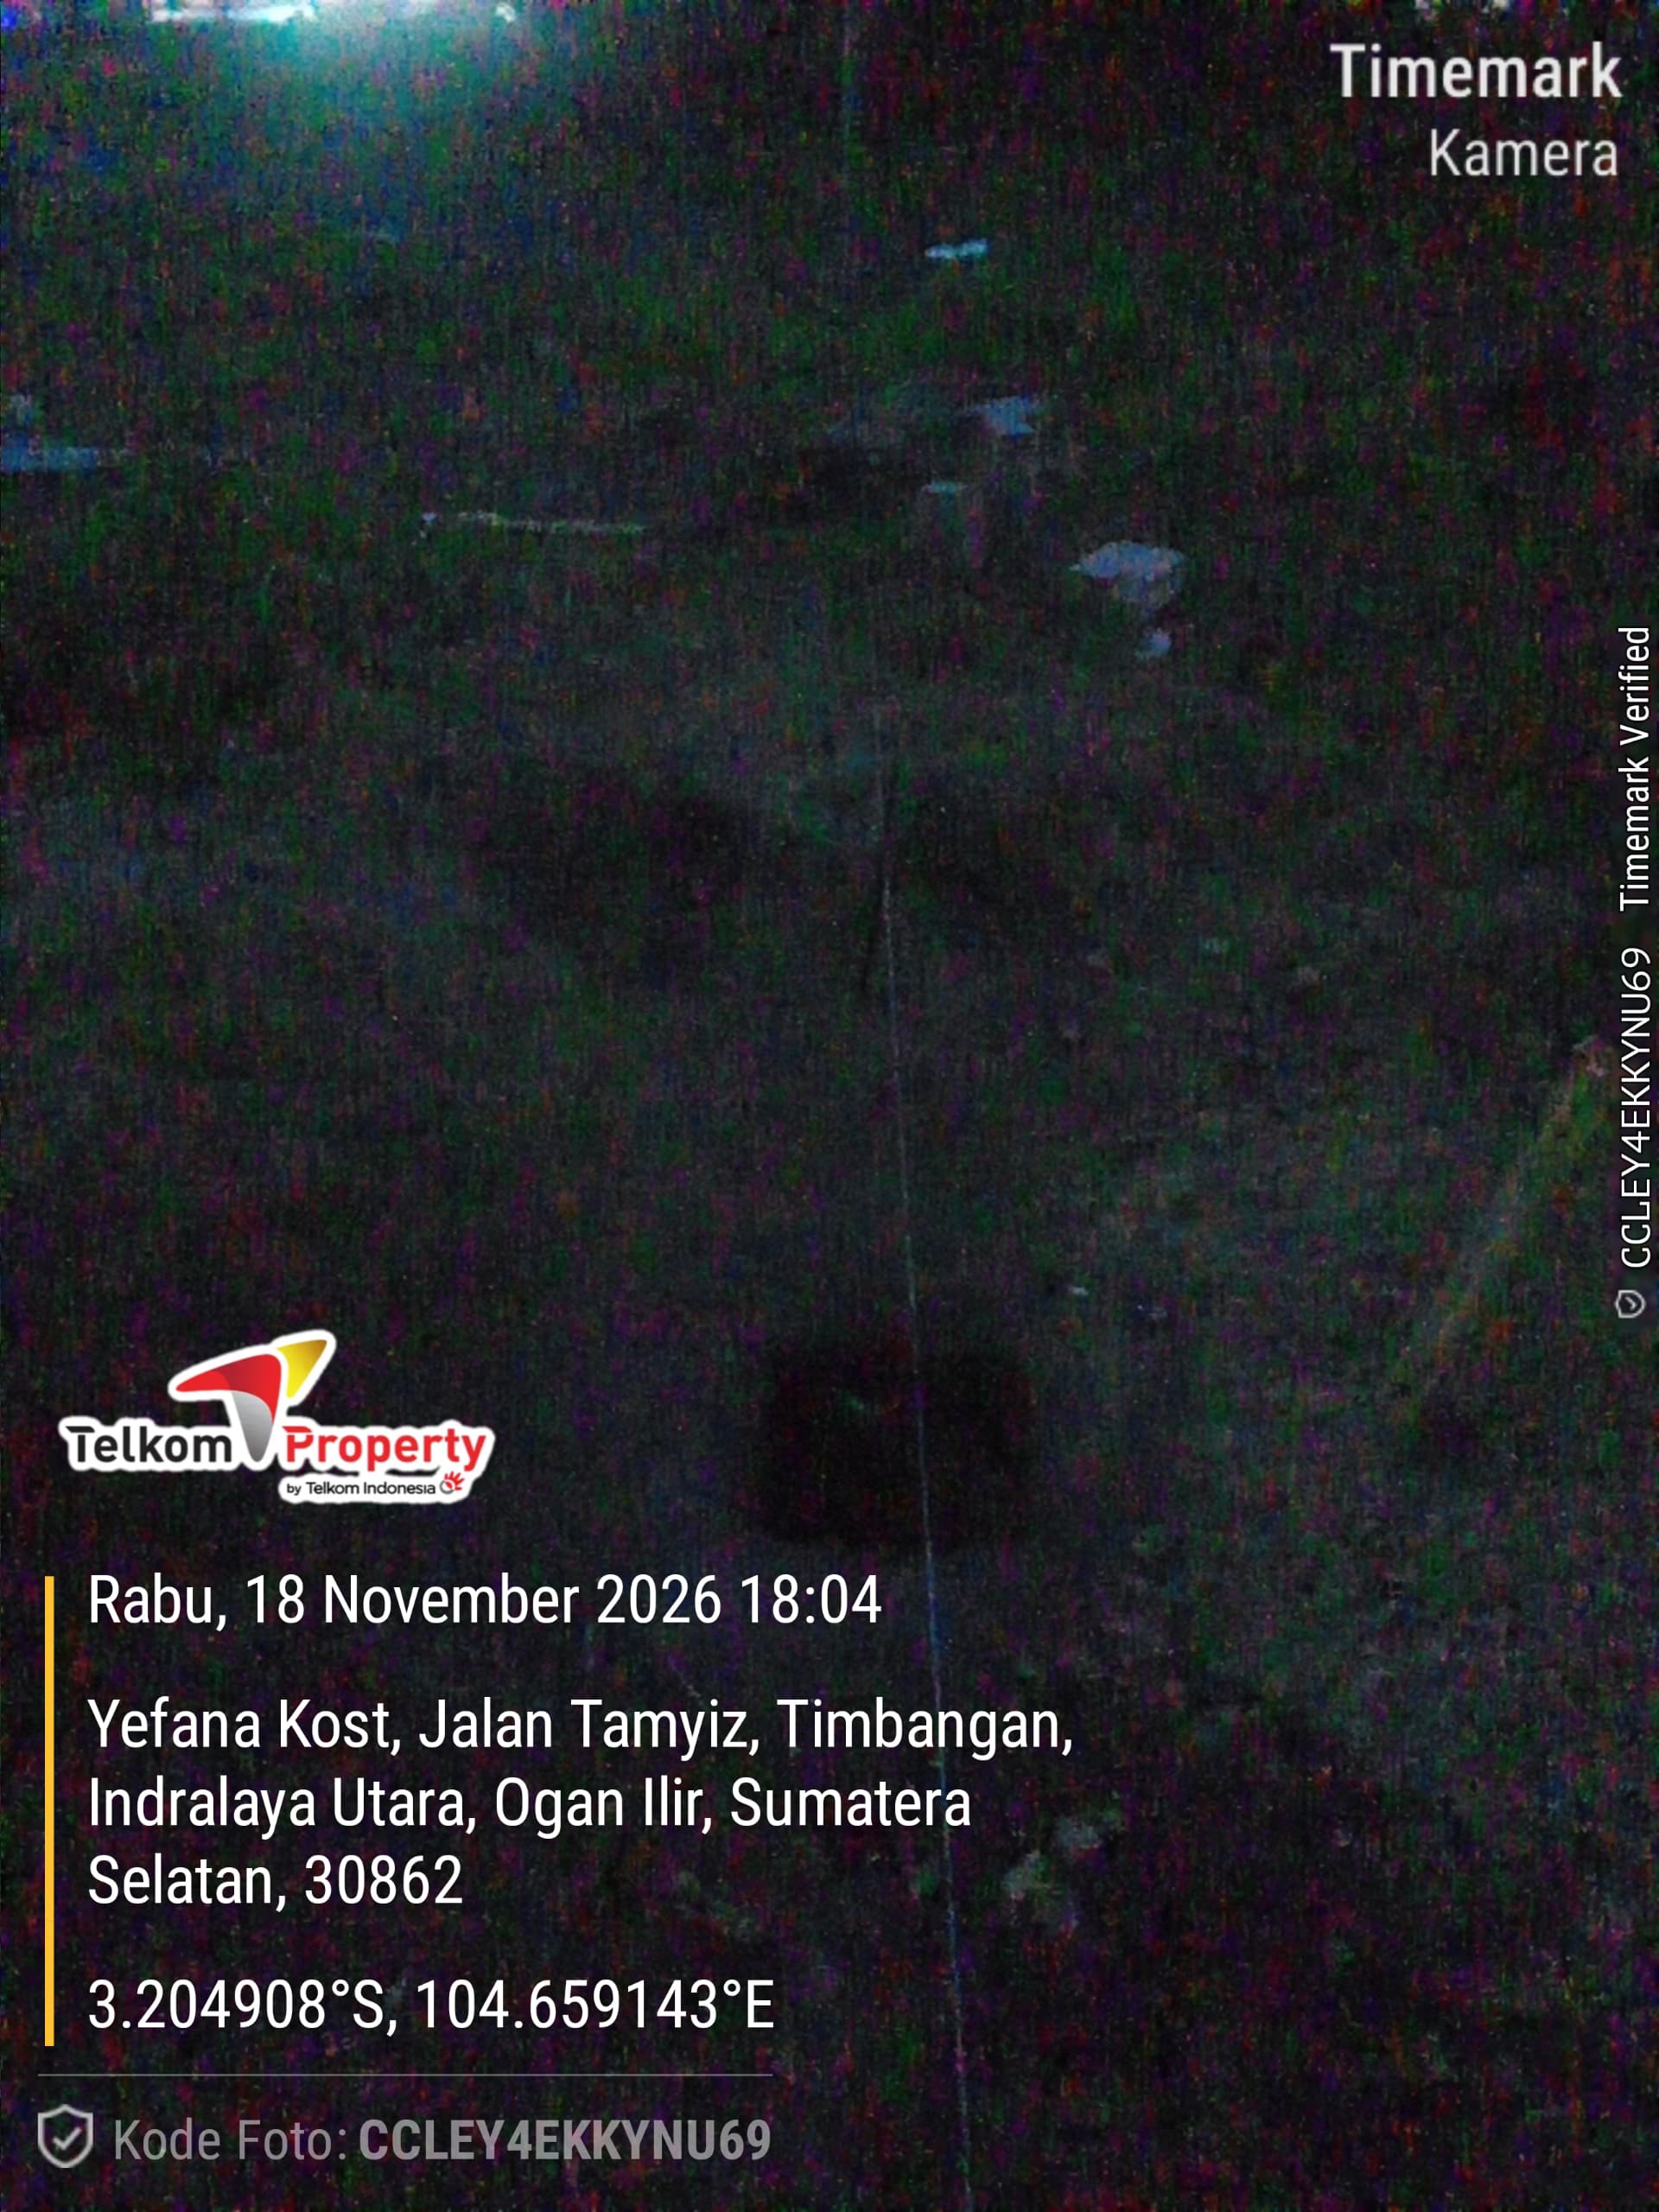 Timemark
Kamera
CCLEY4EKKYNU69 Timemark Verified
Telkom Property
by Telkom Indonesia
Rabu, 18 November 2026 18:04
Yefana Kost, Jalan Tamyiz, Timbangan,
Indralaya Utara, Ogan Ilir, Sumatera
Selatan, 30862
3.204908°S, 104.659143°E
Kode Foto: CCLEY4EKKYNU69